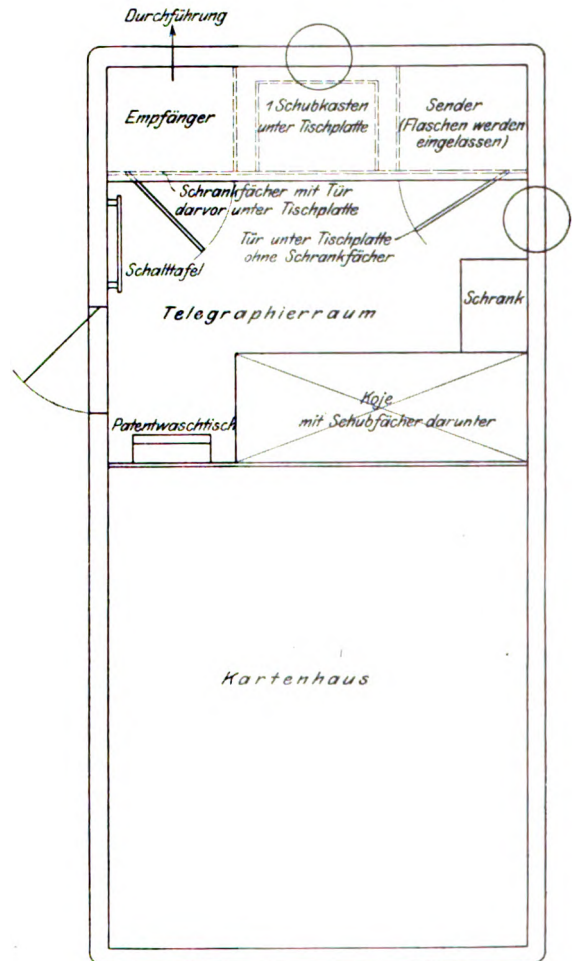 Durchführung
Empfänger
1 Schubkasten
unter Tischplatte
Sender
(Flaschen werden
eingelassen)
Schrankfächer mit Tür
darvor unter Tischplatte
Tür unter Tischplatte
ohne Schrankfächer
Schalttafel
Schrank
Telegraphierraum
Koje
mit Schubfächer darunter
Patentwaschtisch
Kartenhaus